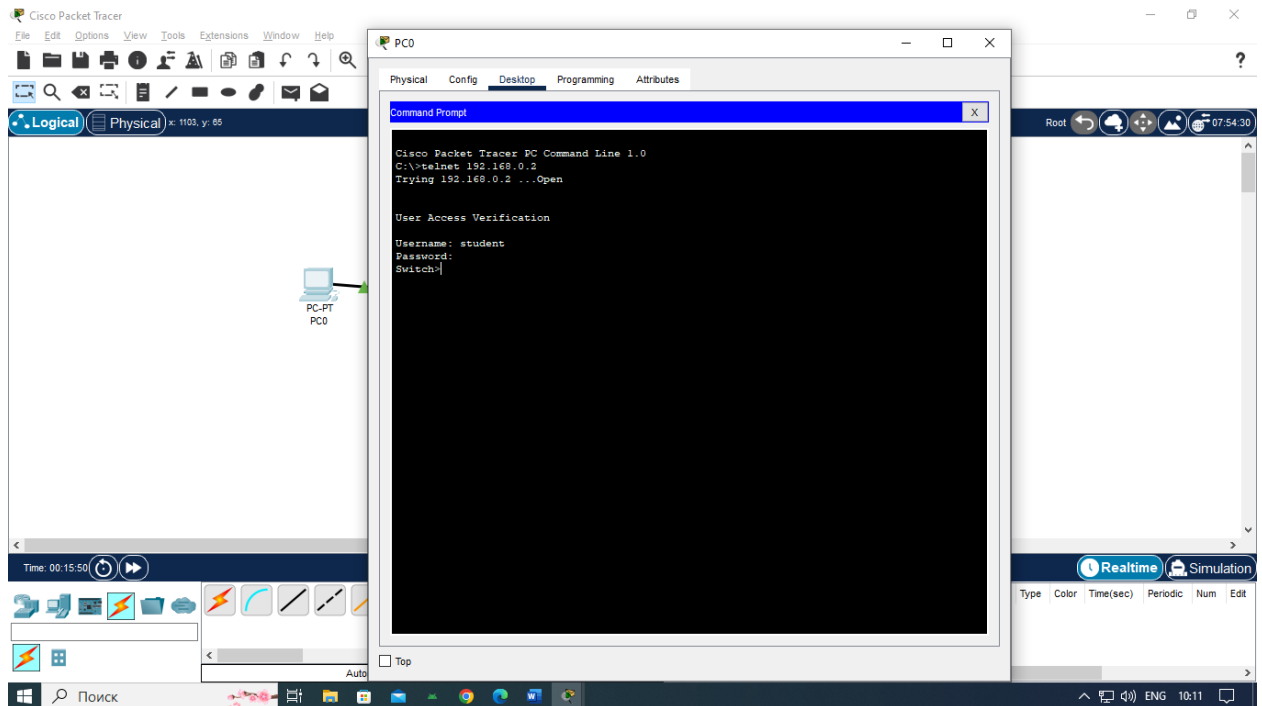 Cisco Packet Tracer
File Edit Options View Tools Extensions Window Help
PC0
?
Physical Config Desktop Programming Attributes
Command Prompt
X
Logical
Physical
x: 1103, y: 65
Root
07:54:30
Cisco Packet Tracer PC Command Line 1.0
C:\>telnet 192.168.0.2
Trying 192.168.0.2 ...Open
User Access Verification
Username: student
Password:
Switch>
PC-PT
PC0
Time: 00:15:50
Realtime
Simulation
Type Color Time(sec) Periodic Num Edit
Top
Auto
Поиск
ENG 10:11